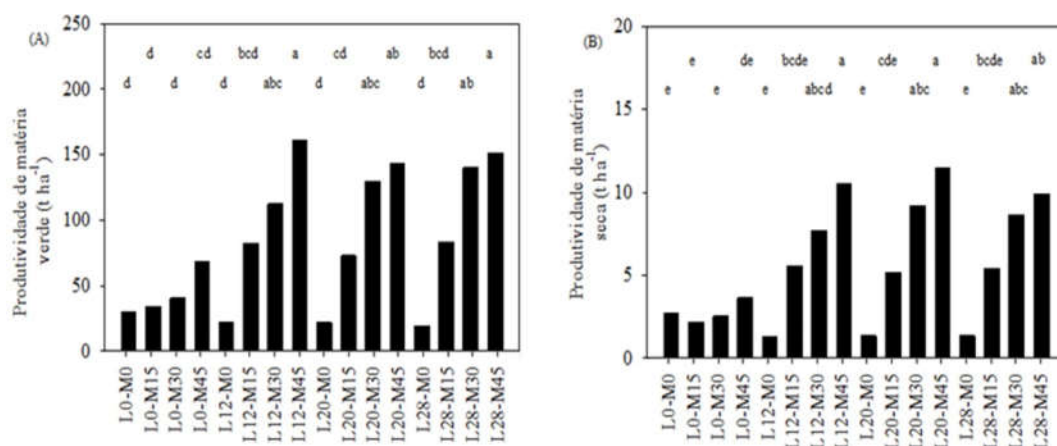 (A)
Produtividade de matéria
verde (t ha⁻¹)
250
200
150
100
50
0
d cd bcd a cd ab bcd a
d d d abc d abc d ab
L0-M0
L0-M15
L0-M30
L0-M45
L12-M0
L12-M15
L12-M30
L12-M45
L20-M0
L20-M15
L20-M30
L20-M45
L28-M0
L28-M15
L28-M30
L28-M45
(B)
Produtividade de matéria
seca (t ha⁻¹)
20
15
10
5
0
e de bcde a cde a bcde ab
e e e abcd e abc e abc
L0-M0
L0-M15
L0-M30
L0-M45
L12-M0
L12-M15
L12-M30
L12-M45
L20-M0
L20-M15
L20-M30
L20-M45
L28-M0
L28-M15
L28-M30
L28-M45